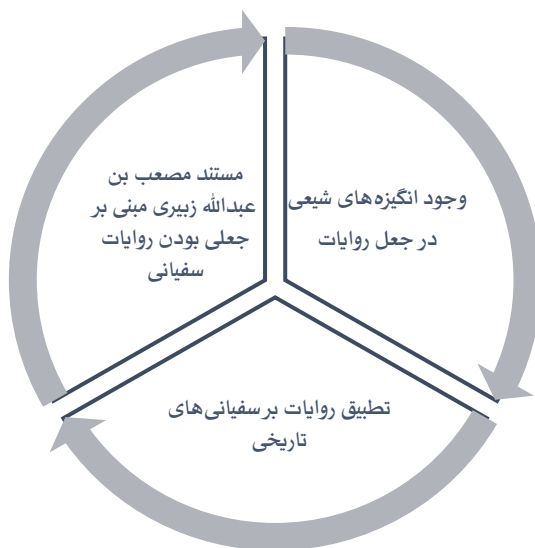 وجود انگیزه‌های شیعی
در جعل روایات
تطبیق روایات بر سفیانی‌های
تاریخی
مستند مصعب بن
عبدالله زبیری مبنی بر
جعلی بودن روایات
سفیانی